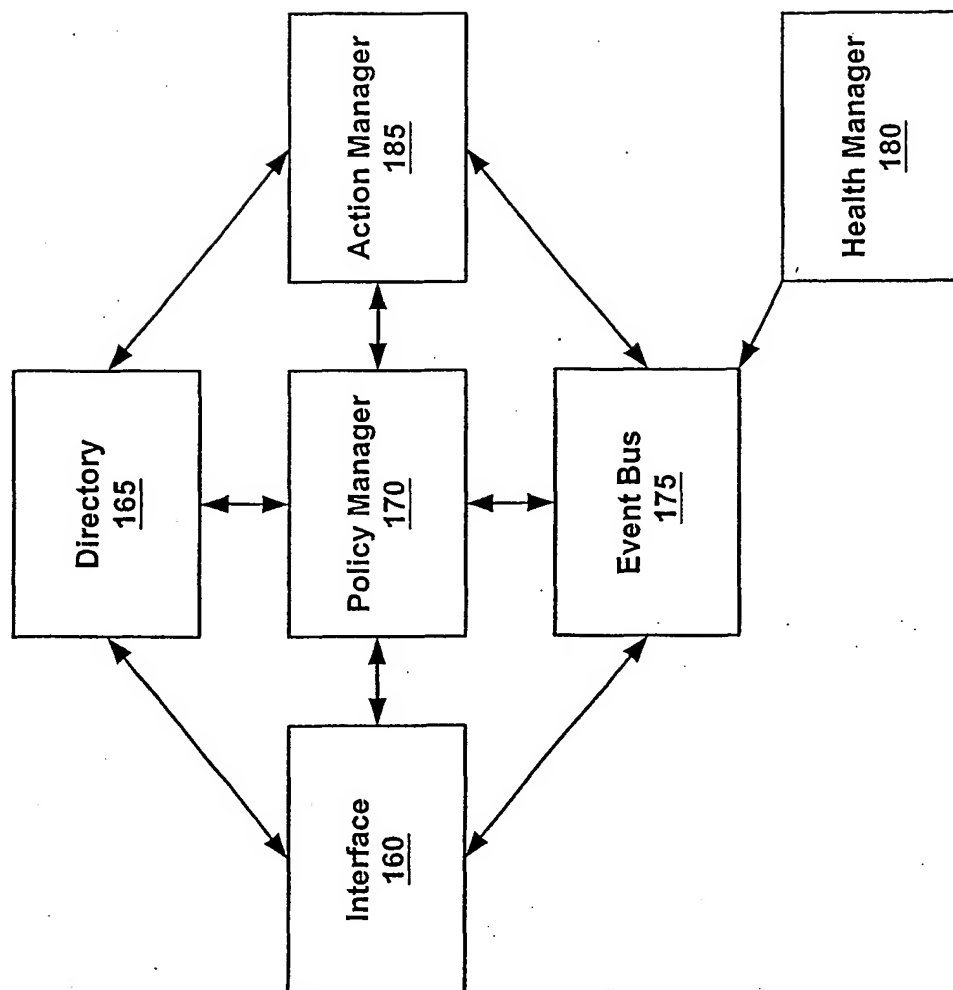 Directory
165
Interface
160
Policy Manager
170
Action Manager
185
Event Bus
175
Health Manager
180